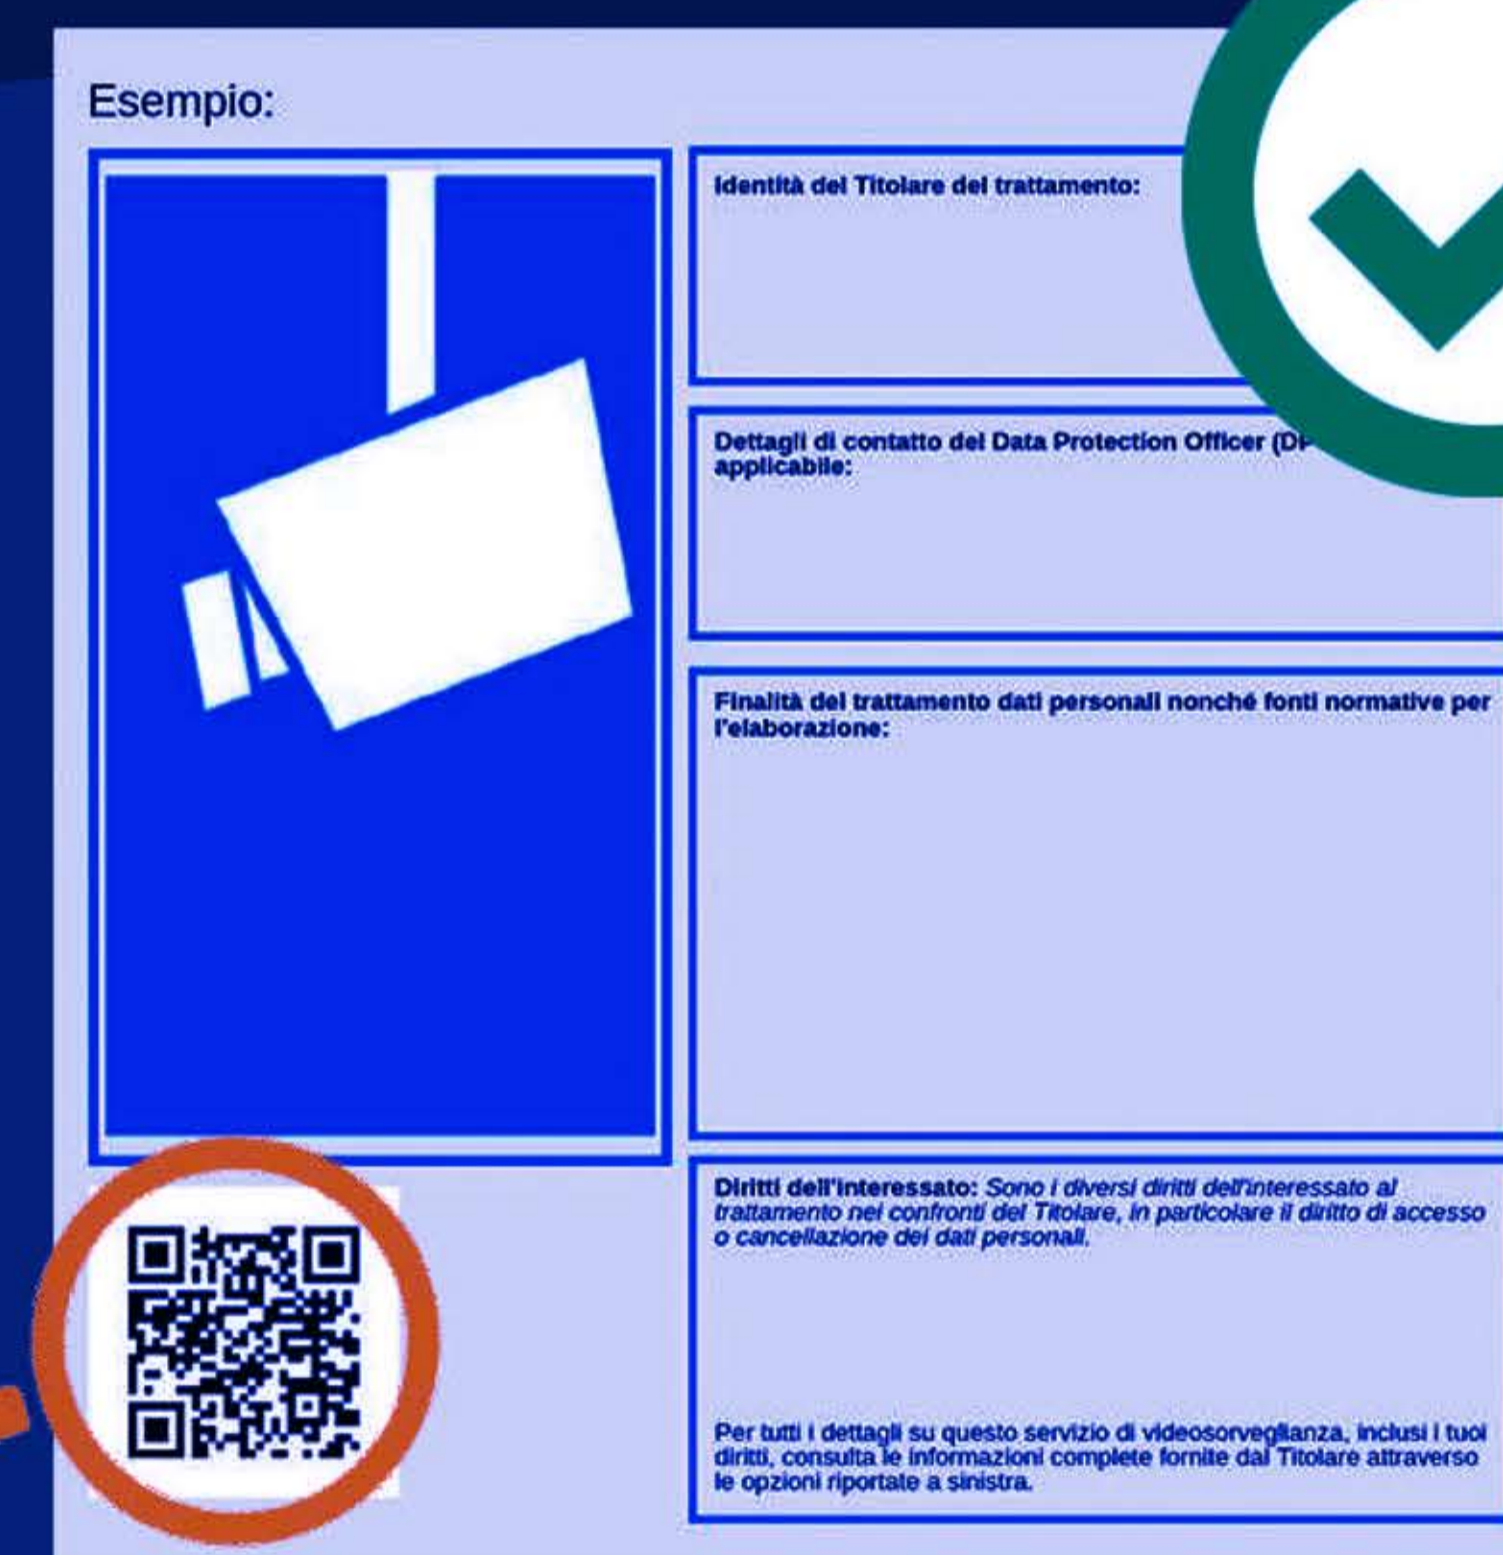 Esempio:
Identità del Titolare del trattamento:
Dettagli di contatto del Data Protection Officer
applicabile:
Finalità del trattamento dati personali nonché fonti normative per
l'elaborazione:
Diritti dell'interessato: Sono i diversi diritti dell'interessato al
trattamento nei confronti del Titolare, in particolare il diritto di accesso
o cancellazione dei dati personali.
Per tutti i dettagli su questo servizio di videosorveglianza, inclusi i tuoi
diritti, consulta le informazioni complete fornite dal Titolare attraverso
le opzioni riportate a sinistra.